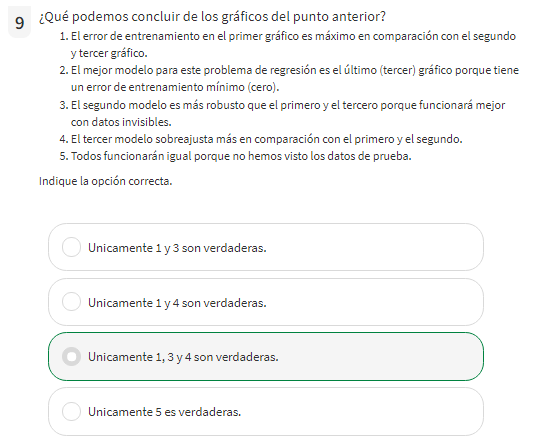 9 ¿Qué podemos concluir de los gráficos del punto anterior?
1. El error de entrenamiento en el primer gráfico es máximo en comparación con el segundo
y tercer gráfico.
2. El mejor modelo para este problema de regresión es el último (tercer) gráfico porque tiene
un error de entrenamiento mínimo (cero).
3. El segundo modelo es más robusto que el primero y el tercero porque funcionará mejor
con datos invisibles.
4. El tercer modelo sobreajusta más en comparación con el primero y el segundo.
5. Todos funcionarán igual porque no hemos visto los datos de prueba.
Indique la opción correcta.
Unicamente 1 y 3 son verdaderas.
Unicamente 1 y 4 son verdaderas.
Unicamente 1, 3 y 4 son verdaderas.
Unicamente 5 es verdaderas.